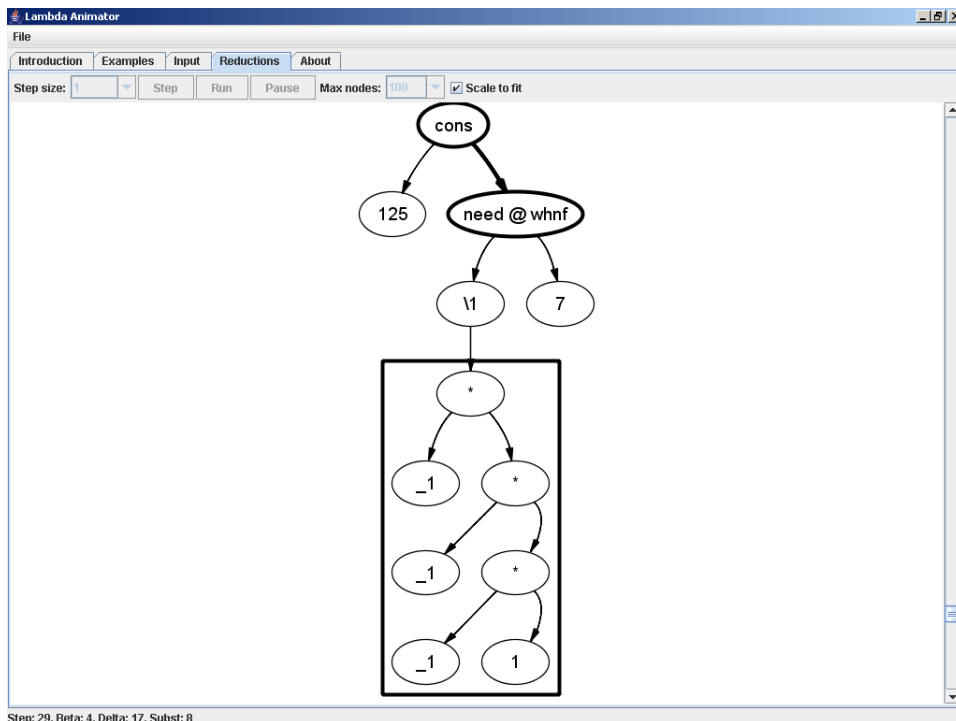 Lambda Animator
File
Introduction Examples Input Reductions About
Step size: 1 Step Run Pause Max nodes: 100 Scale to fit
cons
125 need @ whnf
\1 7
*
_1 *
_1 *
_1 1
Step: 29, Beta: 4, Delta: 17, Subst: 8